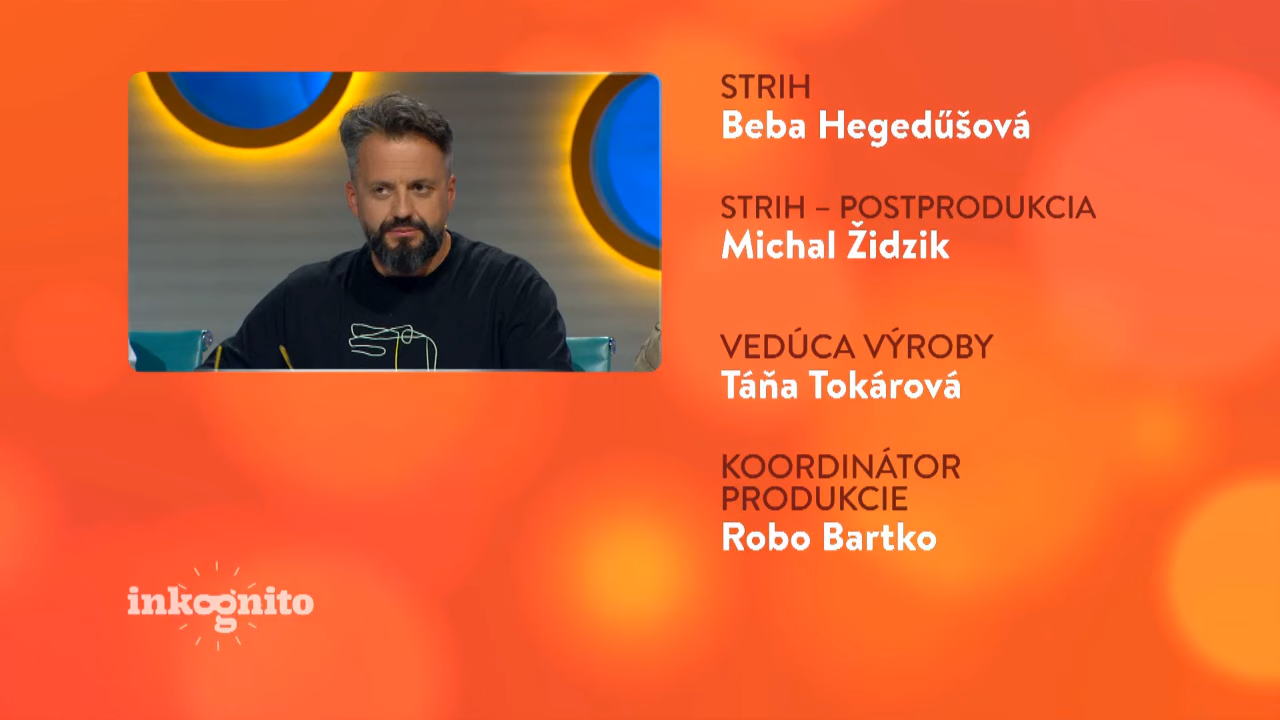 STRIH
Beba Hegedűšová
STRIH – POSTPRODUKCIA
Michal Židzik
VEDÚCA VÝROBY
Táňa Tokárová
KOORDINÁTOR
PRODUKCIE
Robo Bartko
inkognito